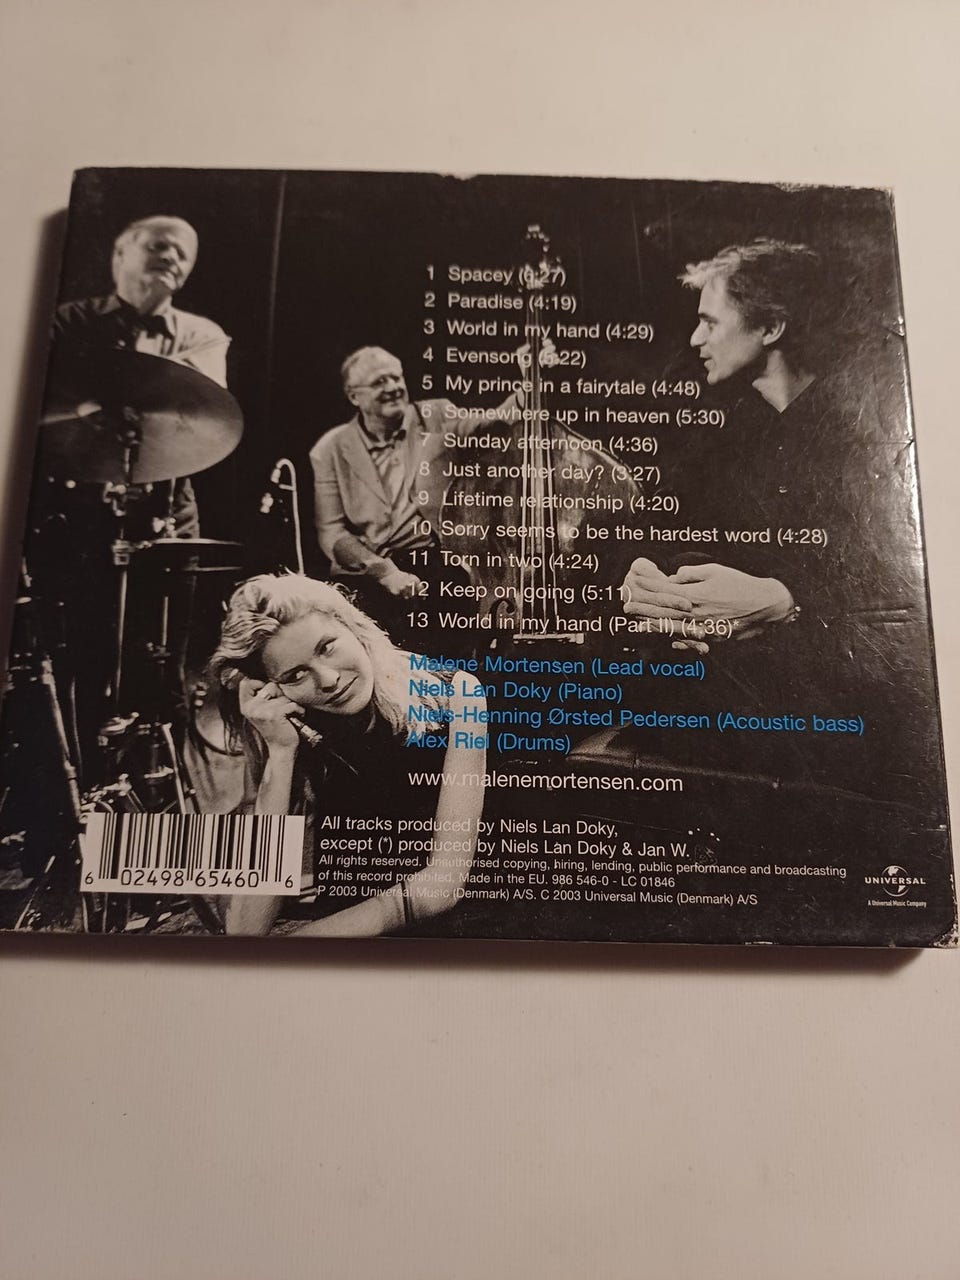 1 Spacey (6:27)
2 Paradise (4:19)
3 World in my hand (4:29)
4 Evensong
5 My prince in a fairytale (4:48)
6 Somewhere up in heaven (5:30)
7 Sunday afternoon (4:36)
8 Just another day? (3:27)
9 Lifetime relationship (4:20)
10 Sorry seems to be the hardest word (4:28)
11 Torn in two (4:24)
12 Keep on going (5:11)
13 World in my hand (Part II) (4:36)*
Malene Mortensen (Lead vocal)
Niels Lan Doky (Piano)
Niels-Henning Ørsted Pedersen (Acoustic bass)
Alex Riel (Drums)
www.malenemortensen.com
All tracks produced by Niels Lan Doky,
except (*) produced by Niels Lan Doky & Jan W.
All rights reserved. Unauthorised copying, hiring, lending, public performance and broadcasting
of this record prohibited. Made in the EU. 986 546-0 - LC 01846
P 2003 Universal Music (Denmark) A/S. C 2003 Universal Music (Denmark) A/S
6 02498 65460 6
UNIVERSAL
A Universal Music Company